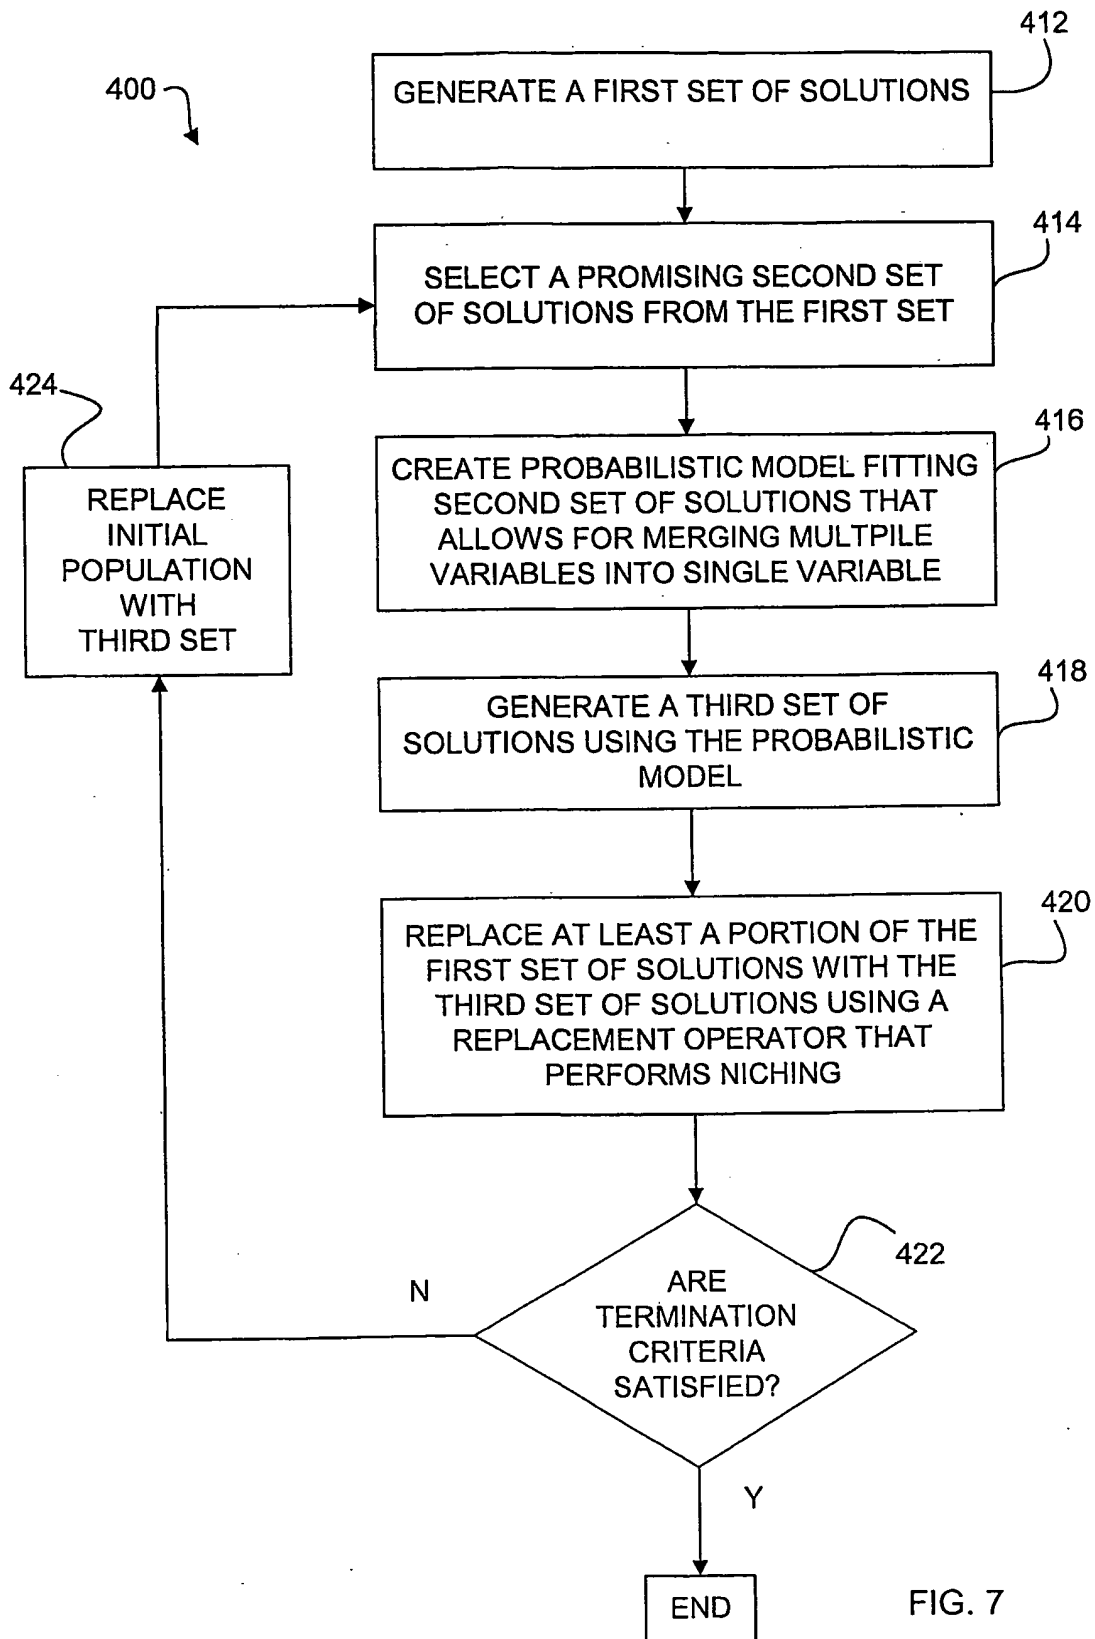 412
400
GENERATE A FIRST SET OF SOLUTIONS
414
SELECT A PROMISING SECOND SET
OF SOLUTIONS FROM THE FIRST SET
424
416
CREATE PROBABILISTIC MODEL FITTING
SECOND SET OF SOLUTIONS THAT
ALLOWS FOR MERGING MULTPILE
VARIABLES INTO SINGLE VARIABLE
REPLACE
INITIAL
POPULATION
WITH
THIRD SET
418
GENERATE A THIRD SET OF
SOLUTIONS USING THE PROBABILISTIC
MODEL
420
REPLACE AT LEAST A PORTION OF THE
FIRST SET OF SOLUTIONS WITH THE
THIRD SET OF SOLUTIONS USING A
REPLACEMENT OPERATOR THAT
PERFORMS NICHING
422
N
ARE
TERMINATION
CRITERIA
SATISFIED?
Y
END
FIG. 7